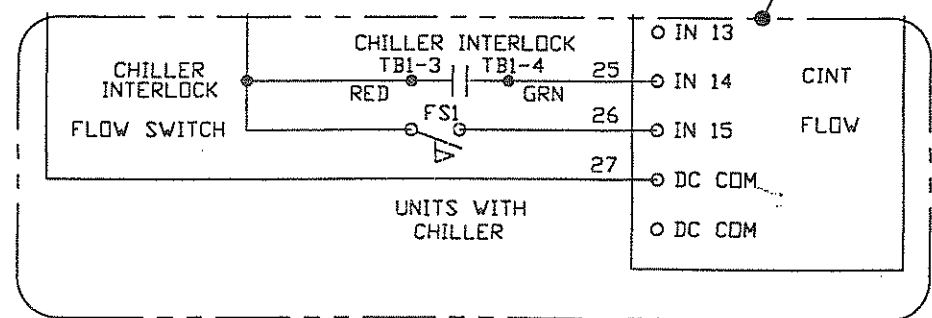 IN 13
CHILLER INTERLOCK
TB1-3 TB1-4 25 IN 14 CINT
CHILLER
INTERLOCK
RED GRN
FS1
FLOW SWITCH 26 IN 15 FLOW
27 DC COM
UNITS WITH
CHILLER
DC COM